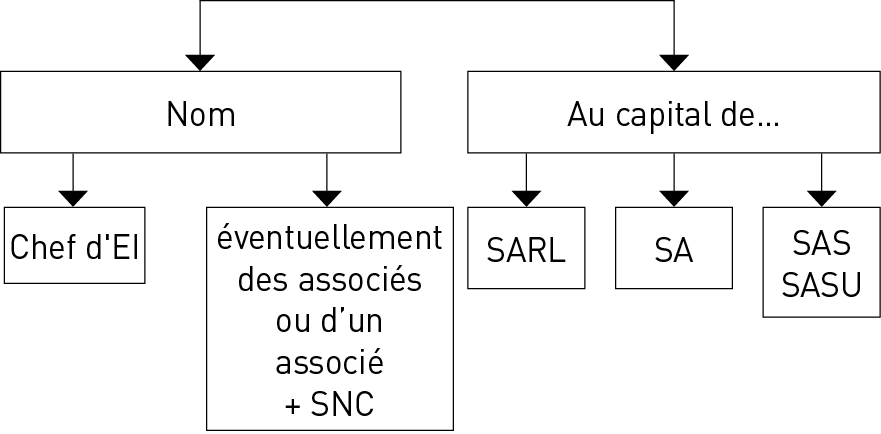 Nom
Au capital de...
Chef d'EI
éventuellement
des associés
ou d’un
associé
+ SNC
SARL
SA
SAS
SASU